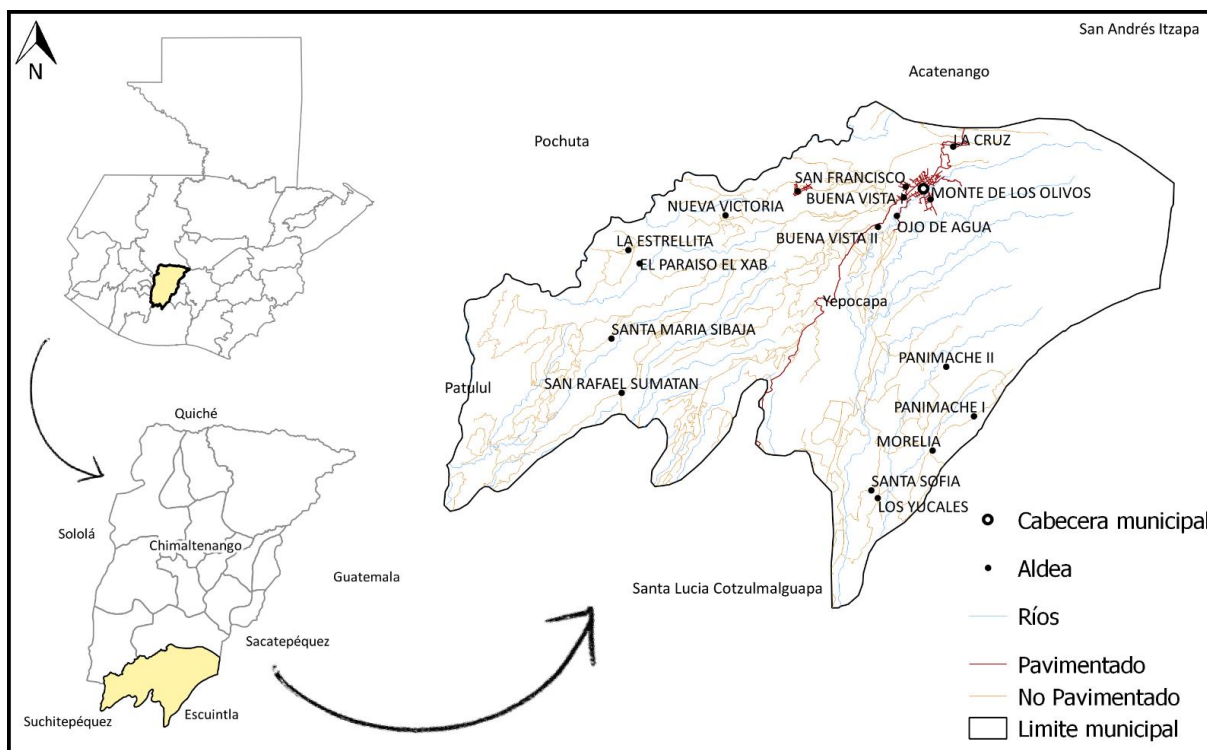 San Andrés Itzapa
Acatenango
N
Pochuta
LA CRUZ
SAN FRANCISCO
MONTE DE LOS OLIVOS
BUENA VISTA
NUEVA VICTORIA
OJO DE AGUA
BUENA VISTA II
LA ESTRELLITA
EL PARAISO EL XAB
Yepocapa
SANTA MARIA SIBAJA
PANIMACHE II
Patulul
SAN RAFAEL SUMATAN
PANIMACHE I
MORELIA
SANTA SOFIA
LOS YUCALES
Santa Lucia Cotzulmalguapa
Quiché
Sololá
Chimaltenango
Guatemala
Sacatepéquez
Suchitepéquez
Escuintla
Cabecera municipal
Aldea
Ríos
Pavimentado
No Pavimentado
Limite municipal